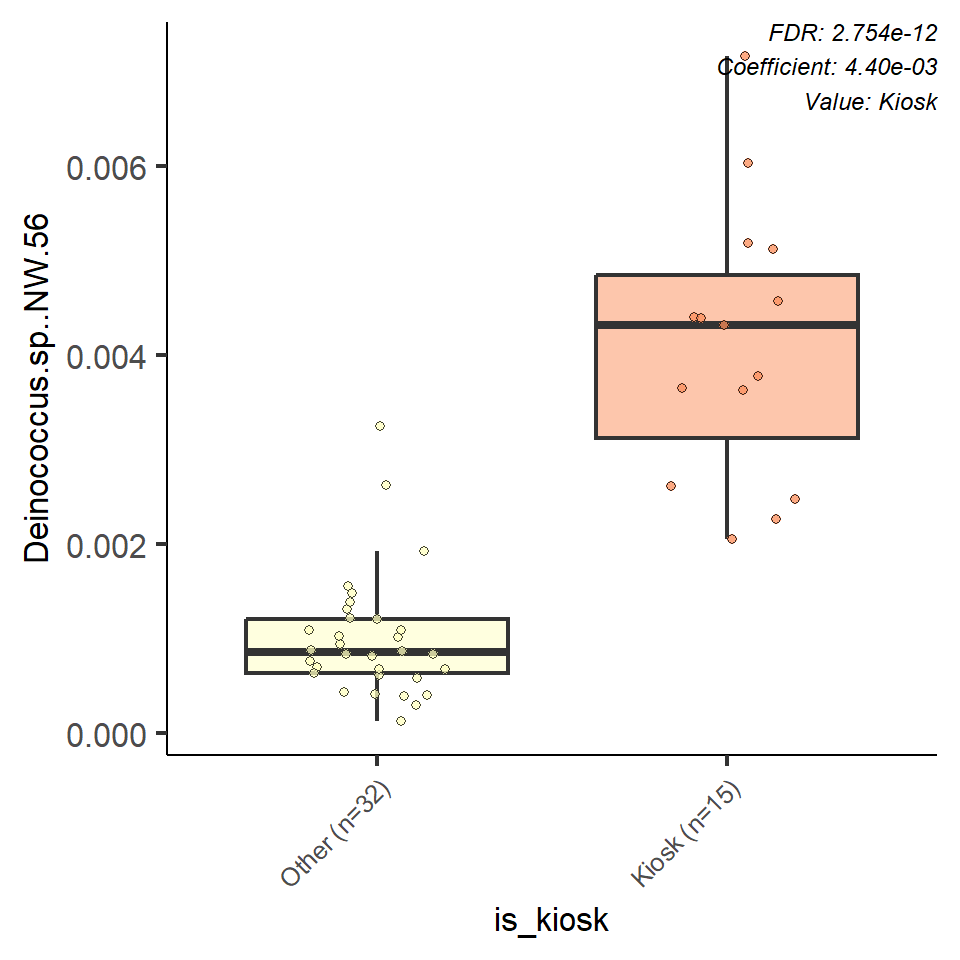 FDR: 2.754e-12
Coefficient: 4.40e-03
Value: Kiosk
0.006
0.004
0.002
0.000
Deinococcus.sp..NW.56
Other (n=32)
Kiosk (n=15)
is_kiosk